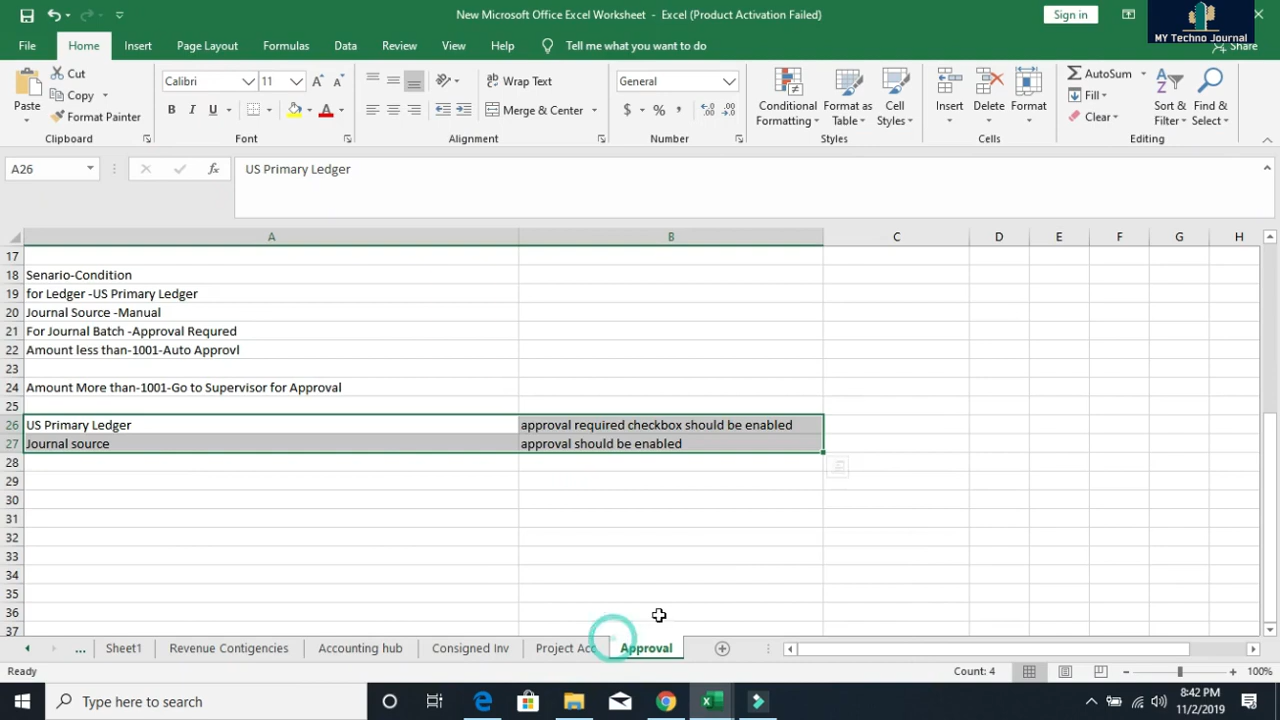 New Microsoft Office Excel Worksheet - Excel (Product Activation Failed)
Sign in
MY Techno Journal
File Home Insert Page Layout Formulas Data Review View Help Tell me what you want to do Share
Paste
Cut
Copy
Format Painter
Clipboard
Calibri 11
B I U
Font
Wrap Text
Merge & Center
Alignment
General
$ % ,
Number
Conditional Formatting
Format as Table
Cell Styles
Styles
Insert
Delete
Format
Cells
AutoSum
Fill
Clear
Sort & Filter
Find & Select
Editing
A26 fx US Primary Ledger
A B C D E F G H
17
18 Senario-Condition
19 for Ledger -US Primary Ledger
20 Journal Source -Manual
21 For Journal Batch -Approval Requred
22 Amount less than-1001-Auto Approvl
23
24 Amount More than-1001-Go to Supervisor for Approval
25
26 US Primary Ledger approval required checkbox should be enabled
27 Journal source approval should be enabled
28
29
30
31
32
33
34
35
36
37
... Sheet1 Revenue Contigencies Accounting hub Consigned Inv Project Acc Approval
Ready Count: 4 100%
Type here to search
8:42 PM
11/2/2019